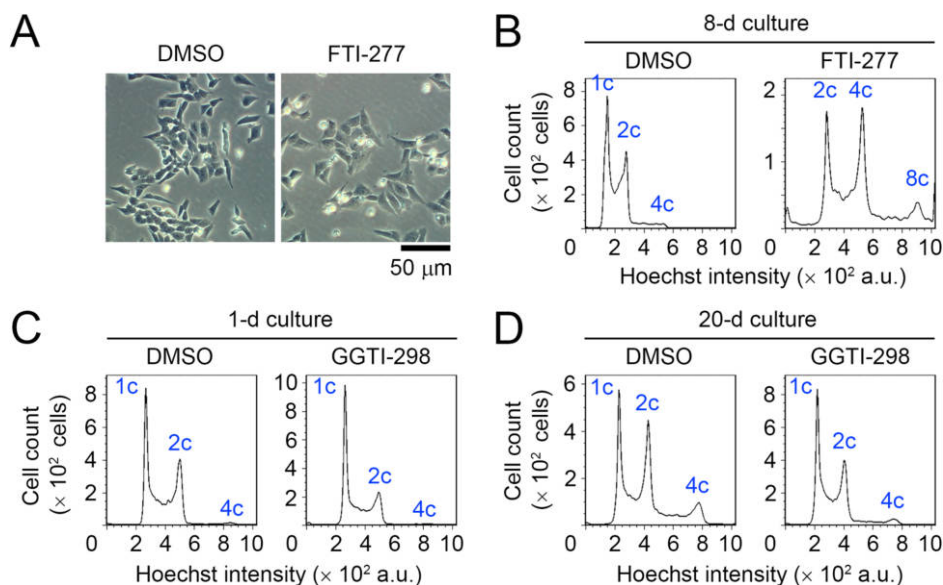 A
DMSO
FTI-277
50 μm
B
8-d culture
DMSO
FTI-277
Cell count
(× 10² cells)
8
6
4
2
0
1c
2c
4c
0 2 4 6 8 10
2
1
2c
4c
8c
0 2 4 6 8 10
Hoechst intensity (× 10² a.u.)
C
1-d culture
DMSO
GGTI-298
Cell count
(× 10² cells)
8
6
4
2
1c
2c
4c
0 2 4 6 8 10
10
8
6
4
2
1c
2c
4c
0 2 4 6 8 10
Hoechst intensity (× 10² a.u.)
D
20-d culture
DMSO
GGTI-298
Cell count
(× 10² cells)
6
4
2
1c
2c
4c
0 2 4 6 8 10
8
6
4
2
1c
2c
4c
0 2 4 6 8 10
Hoechst intensity (× 10² a.u.)